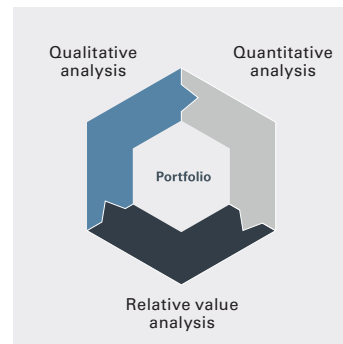 Qualitative
analysis
Quantitative
analysis
Portfolio
Relative value
analysis